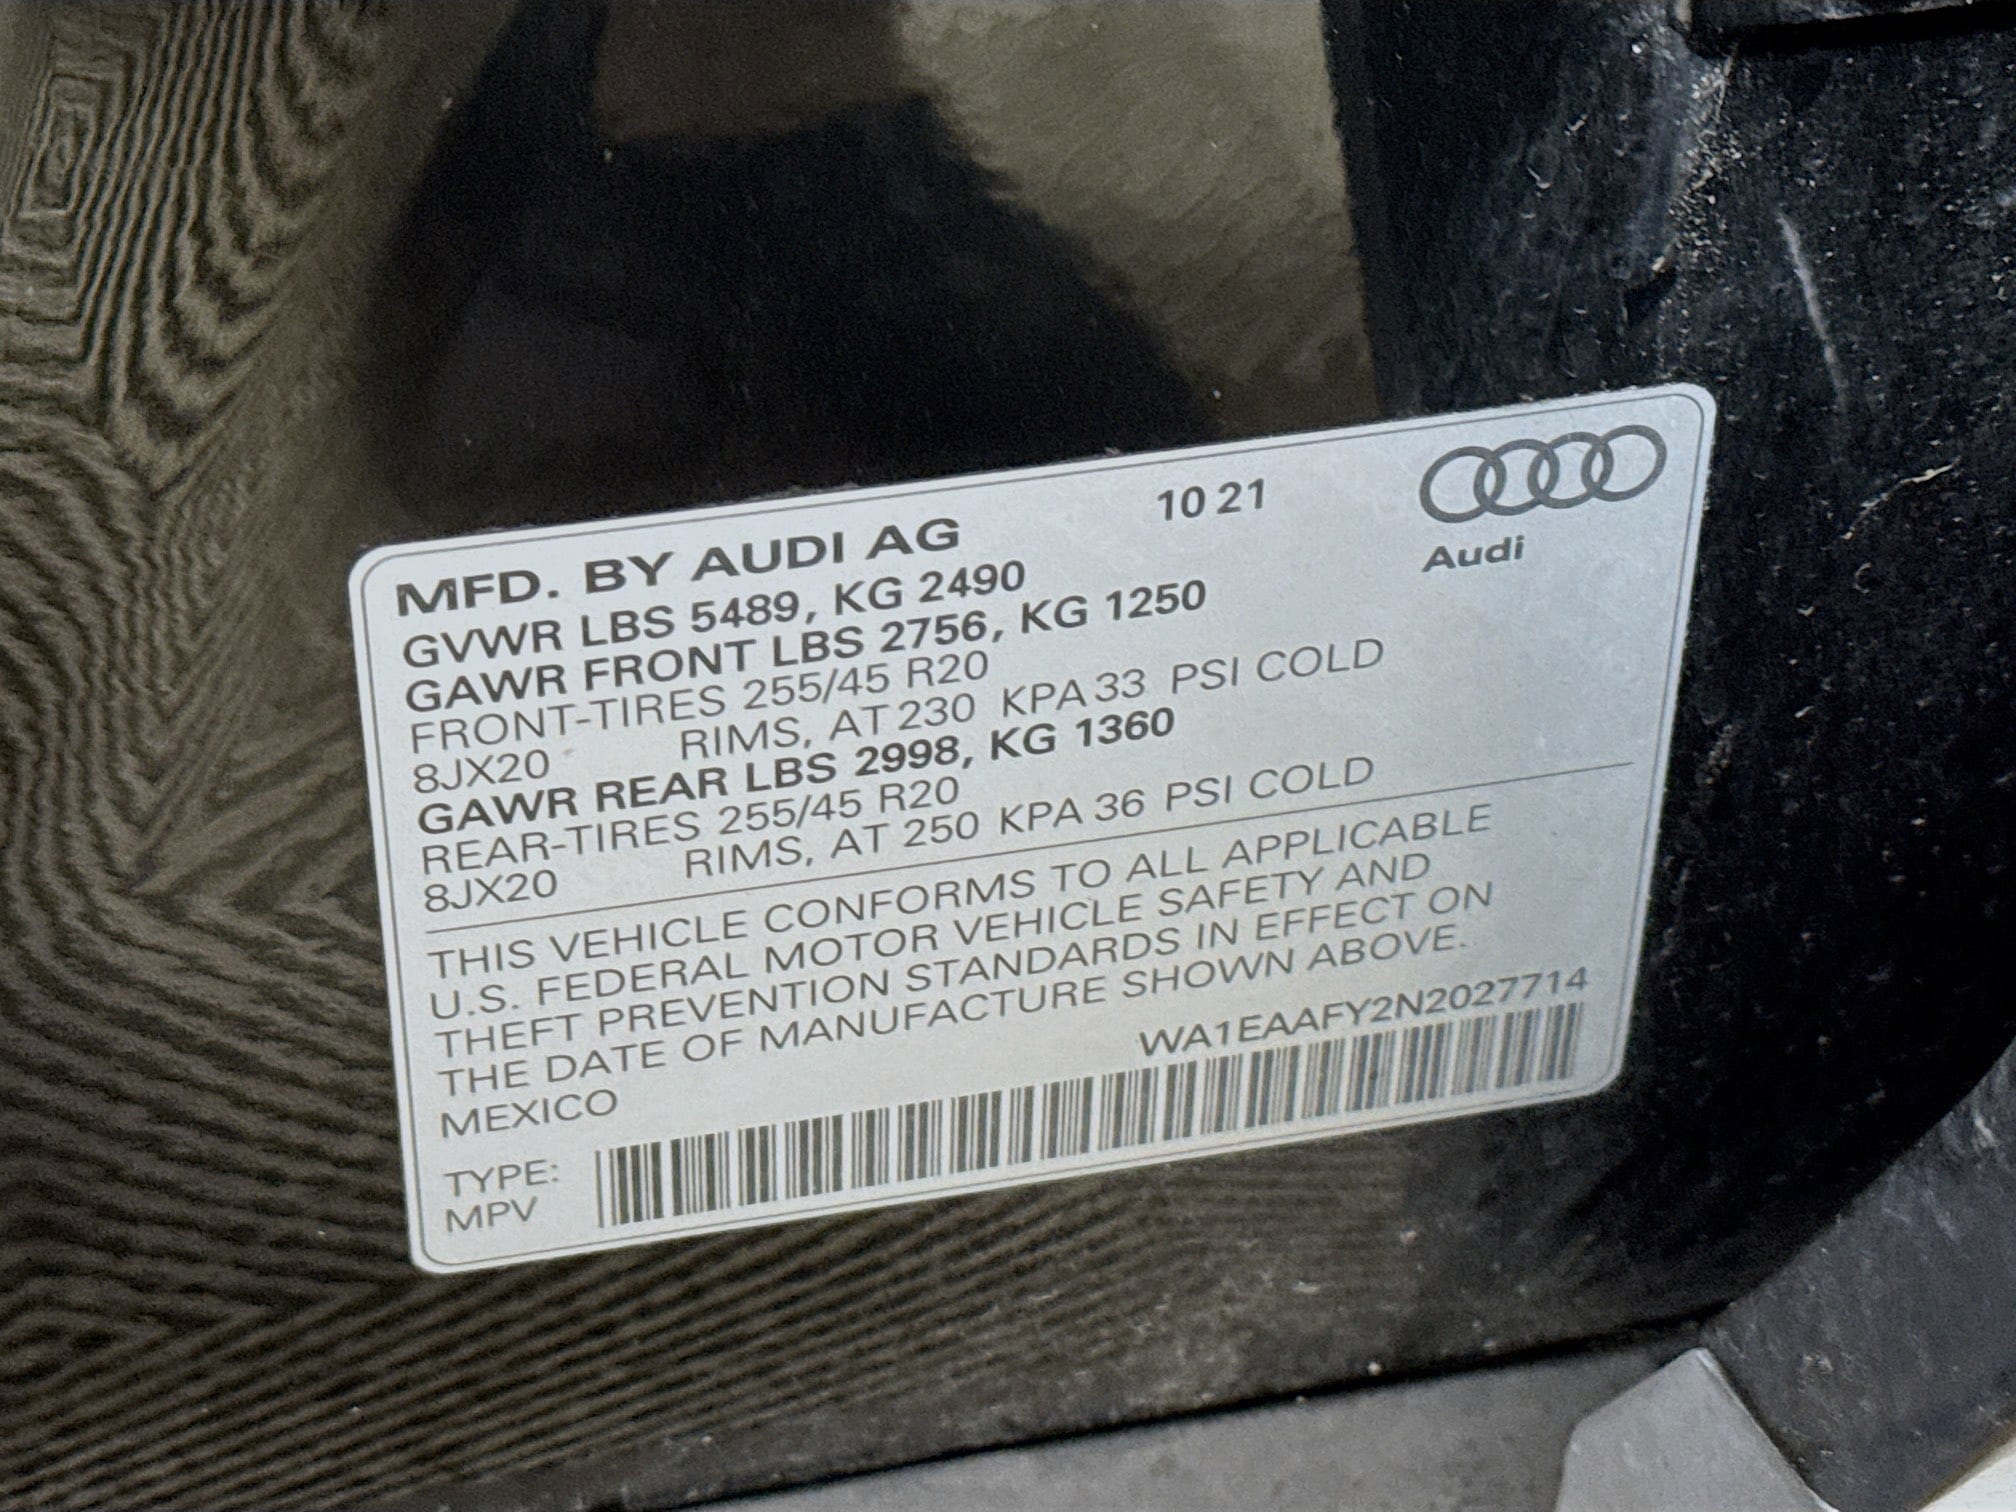 MFD. BY AUDI AG 10 21
Audi
GVWR LBS 5489, KG 2490
GAWR FRONT LBS 2756, KG 1250
FRONT-TIRES 255/45 R20
8JX20 RIMS, AT 230 KPA 33 PSI COLD
GAWR REAR LBS 2998, KG 1360
REAR-TIRES 255/45 R20
8JX20 RIMS, AT 250 KPA 36 PSI COLD
THIS VEHICLE CONFORMS TO ALL APPLICABLE
U.S. FEDERAL MOTOR VEHICLE SAFETY AND
THEFT PREVENTION STANDARDS IN EFFECT ON
THE DATE OF MANUFACTURE SHOWN ABOVE.
MEXICO WA1EAAFY2N2027714
TYPE:
MPV